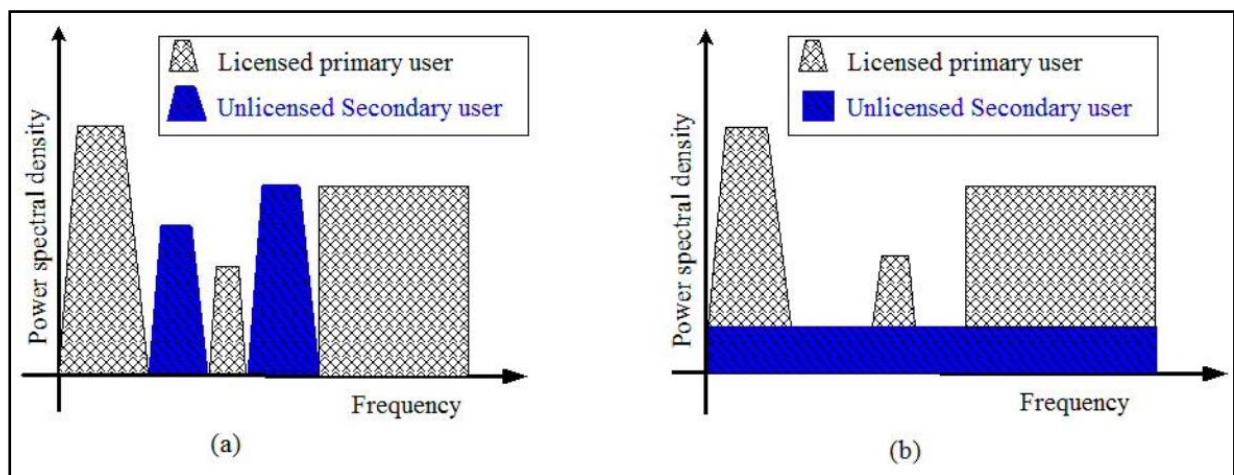 Power spectral density
Licensed primary user
Unlicensed Secondary user
Frequency
(a)
Power spectral density
Licensed primary user
Unlicensed Secondary user
Frequency
(b)